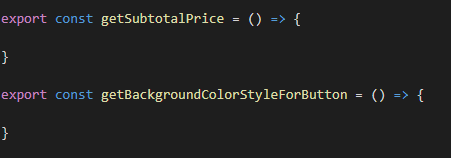 export const getSubtotalPrice = () => {
}
export const getBackgroundColorStyleForButton = () => {
}